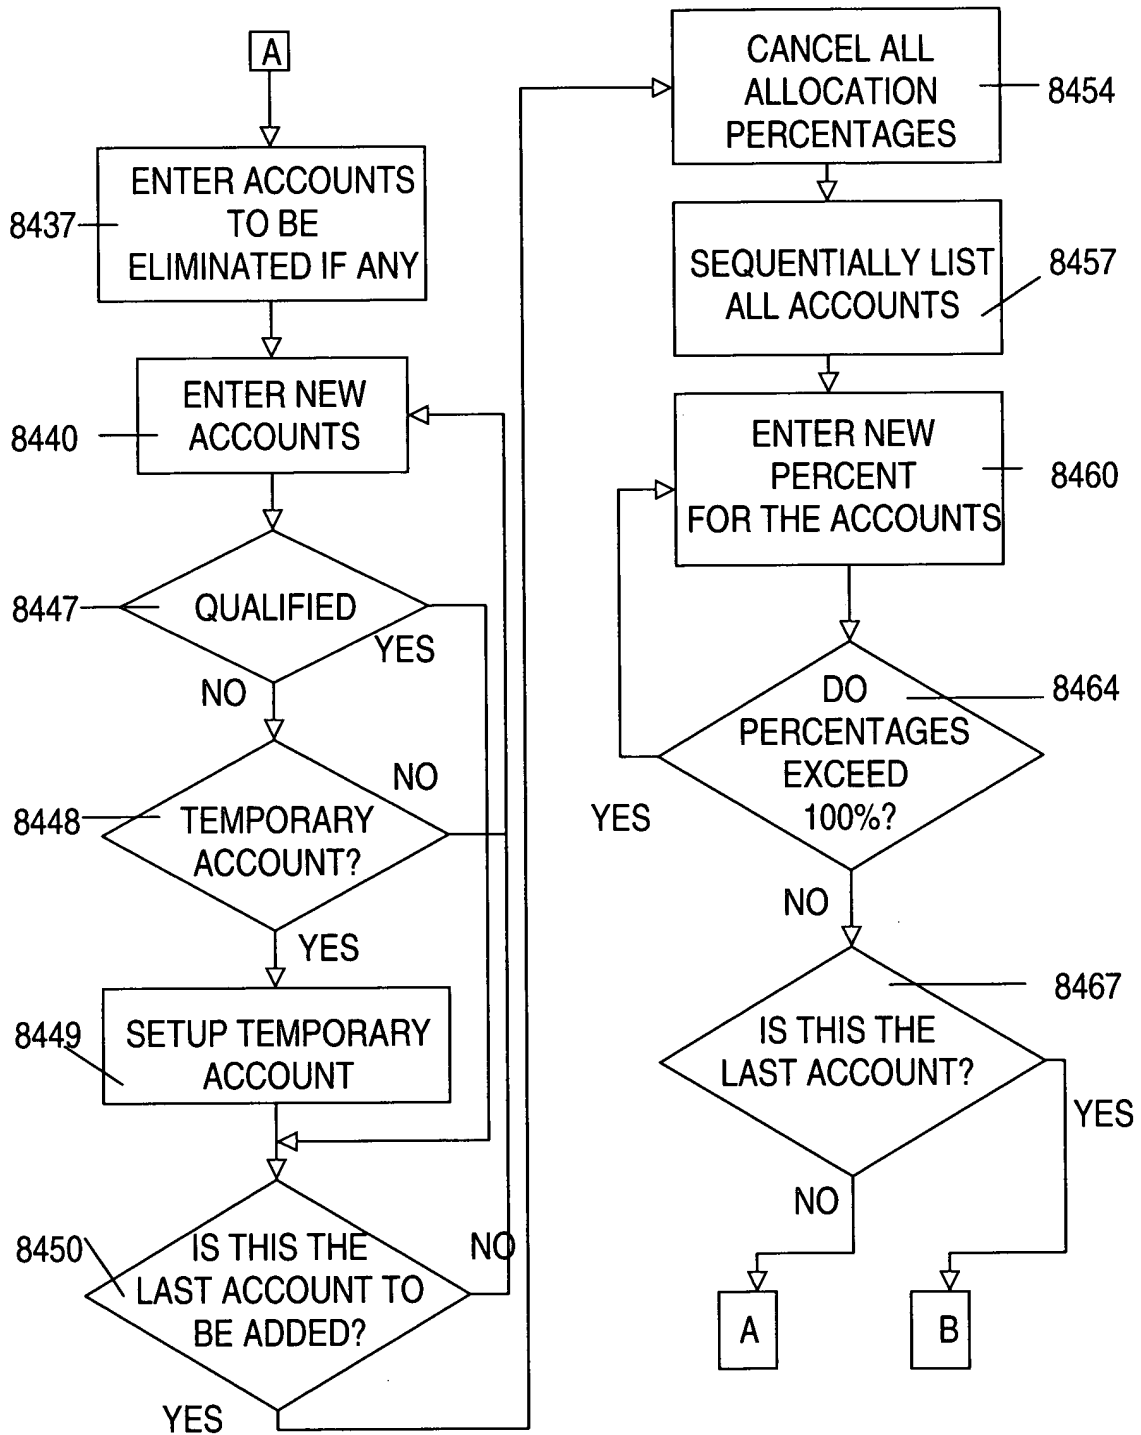 A
ENTER ACCOUNTS
TO BE
ELIMINATED IF ANY
8437
ENTER NEW
ACCOUNTS
8440
QUALIFIED
8447
YES
NO
TEMPORARY
ACCOUNT?
8448
NO
YES
SETUP TEMPORARY
ACCOUNT
8449
IS THIS THE
LAST ACCOUNT TO
BE ADDED?
8450
NO
YES
CANCEL ALL
ALLOCATION
PERCENTAGES
8454
SEQUENTIALLY LIST
ALL ACCOUNTS
8457
ENTER NEW
PERCENT
FOR THE ACCOUNTS
8460
DO
PERCENTAGES
EXCEED
100%?
8464
YES
NO
IS THIS THE
LAST ACCOUNT?
8467
YES
NO
A
B